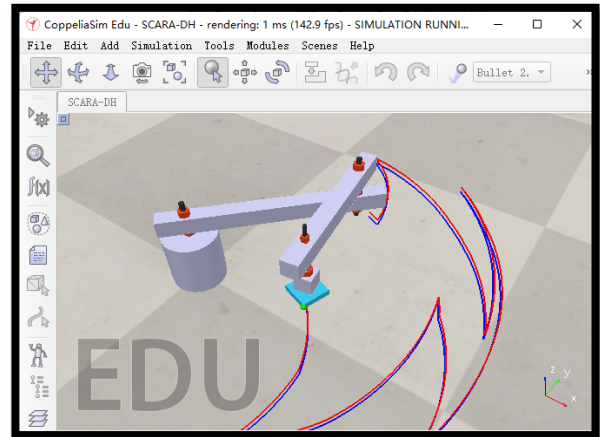 CoppeliaSim Edu - SCARA-DH - rendering: 1 ms (142.9 fps) - SIMULATION RUNNI...
File Edit Add Simulation Tools Modules Scenes Help
Bullet 2.
SCARA-DH
f(x)
EDU
z y
x